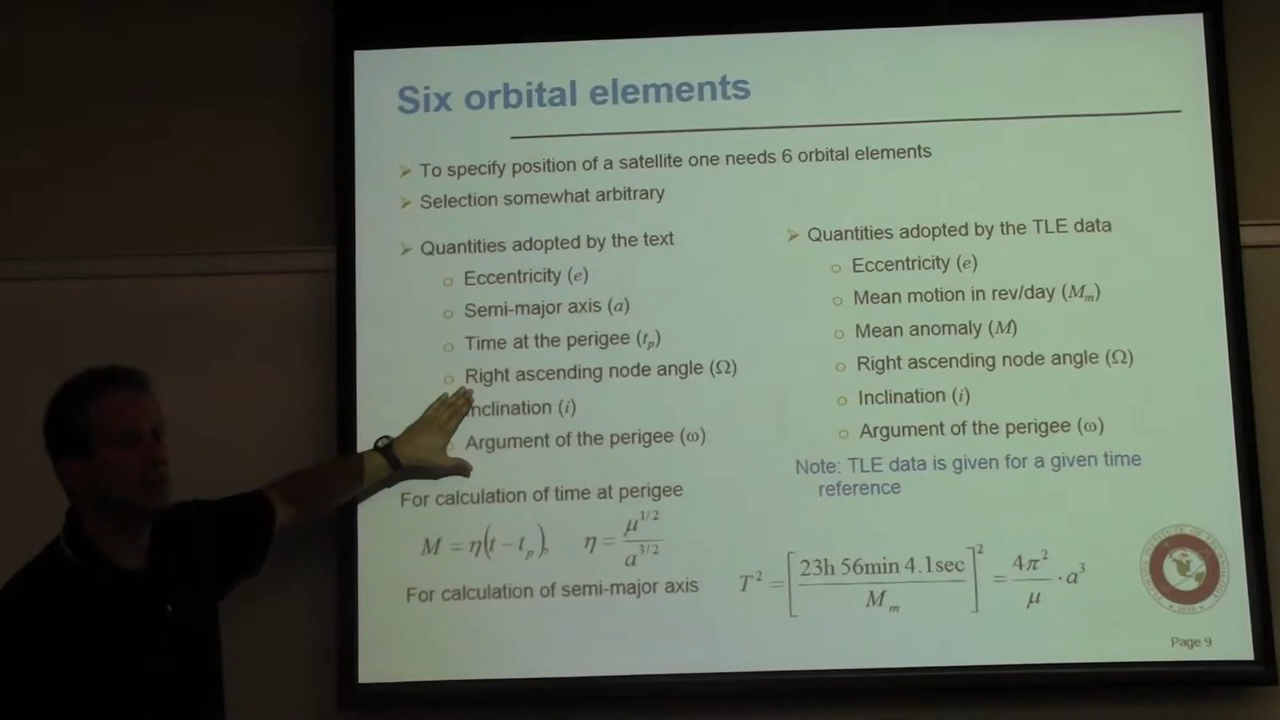 Six orbital elements
➢ To specify position of a satellite one needs 6 orbital elements
➢ Selection somewhat arbitrary
➢ Quantities adopted by the text
o Eccentricity (e)
o Semi-major axis (a)
o Time at the perigee (tₚ)
o Right ascending node angle (Ω)
Inclination (i)
Argument of the perigee (ω)
➢ Quantities adopted by the TLE data
o Eccentricity (e)
o Mean motion in rev/day (Mₘ)
o Mean anomaly (M)
o Right ascending node angle (Ω)
o Inclination (i)
o Argument of the perigee (ω)
Note: TLE data is given for a given time
reference
For calculation of time at perigee
M = η(t − tₚ), η = μ^1/2 / a^3/2
For calculation of semi-major axis
T² = [23h 56min 4.1sec / Mₘ]² = 4π² / μ · a³
Page 9